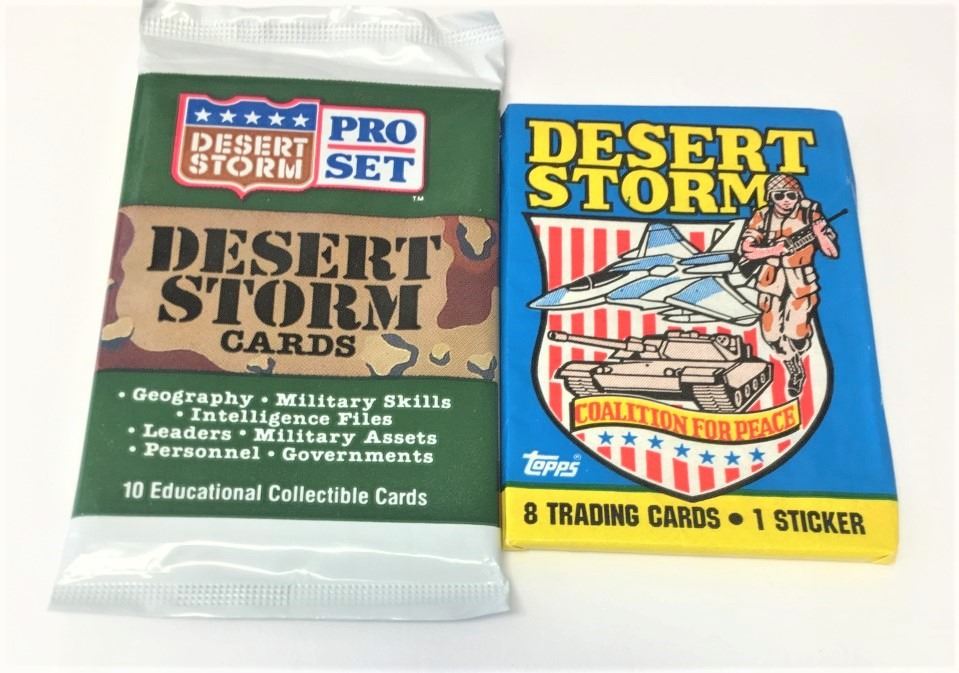 DESERT
STORM
PRO
SET
TM
DESERT
STORM
CARDS
• Geography • Military Skills
• Intelligence Files
• Leaders • Military Assets
• Personnel • Governments
10 Educational Collectible Cards
DESERT
STORM
COALITION FOR PEACE
topps®
8 TRADING CARDS • 1 STICKER